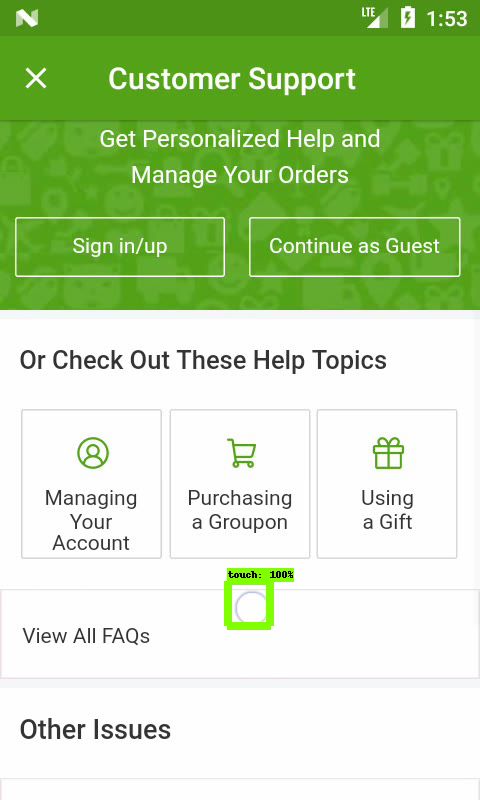 LTE 1:53
Customer Support
Get Personalized Help and
Manage Your Orders
Sign in/up
Continue as Guest
Or Check Out These Help Topics
Managing
Your
Account
Purchasing
a Groupon
Using
a Gift
touch: 100%
View All FAQs
Other Issues